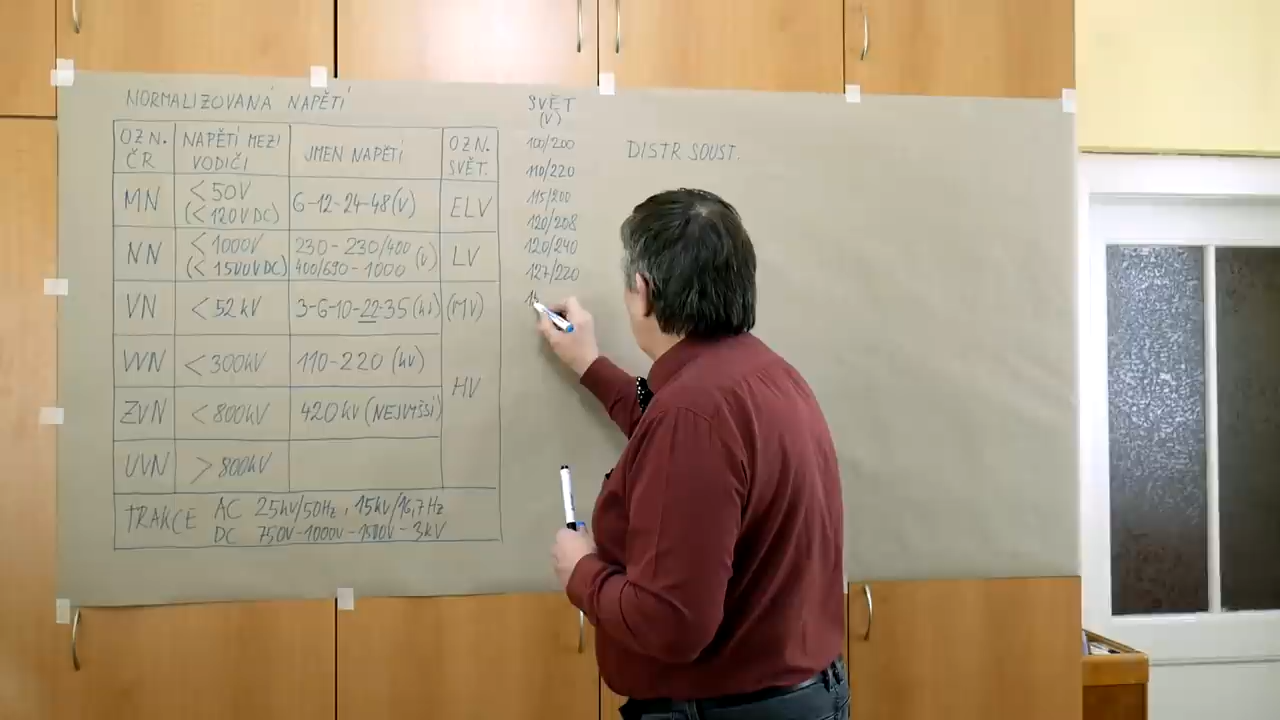 NORMALIZOVANÁ NAPĚTÍ
OZN. ČR NAPĚTÍ MEZI VODIČI JMEN NAPĚTÍ OZN. SVĚT.
MN <50V (<120V DC) 6-12-24-48(V) ELV
NN <1000V (<1500V DC) 230-230/400 400/690-1000 (V) LV
VN <52 kV 3-6-10-22-35 (kV) (MV)
VVN <300kV 110-220 (kV) HV
ZVN <800kV 420 kV (NEJVYŠŠÍ)
UVN >800kV
TRAKCE AC 25kV/50Hz, 15kV/16,7Hz
DC 750V-1000V-1500V-3kV
SVĚT
(V)
100/200
110/220
115/200
120/208
120/240
127/220
DISTR SOUST.